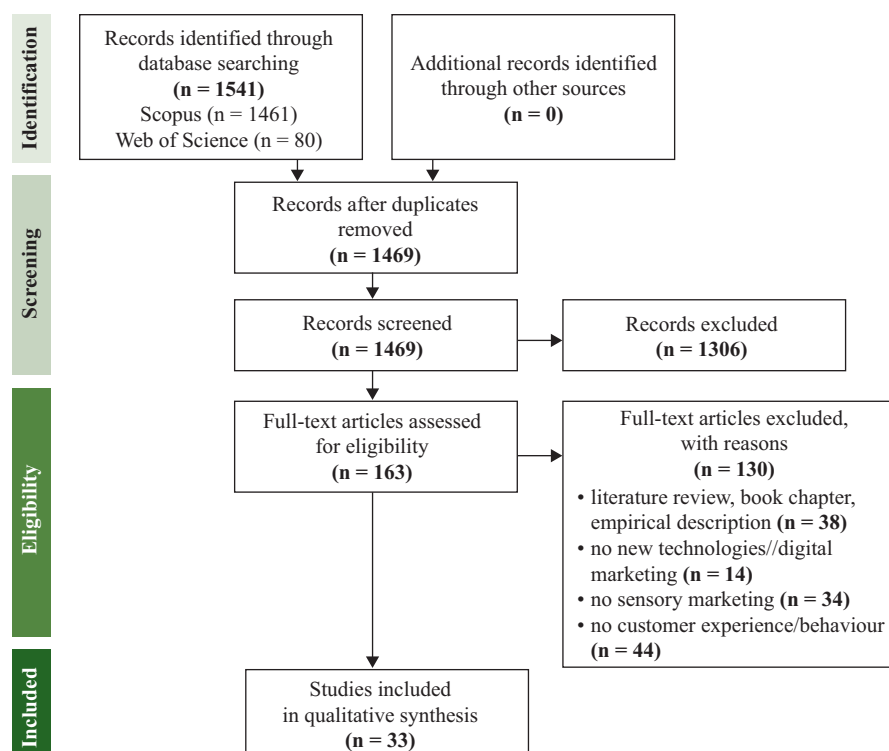 Identification
Records identified through
database searching
(n = 1541)
Scopus (n = 1461)
Web of Science (n = 80)
Additional records identified
through other sources
(n = 0)
Screening
Records after duplicates
removed
(n = 1469)
Records screened
(n = 1469)
Records excluded
(n = 1306)
Eligibility
Full-text articles assessed
for eligibility
(n = 163)
Full-text articles excluded,
with reasons
(n = 130)
• literature review, book chapter,
empirical description (n = 38)
• no new technologies//digital
marketing (n = 14)
• no sensory marketing (n = 34)
• no customer experience/behaviour
(n = 44)
Included
Studies included
in qualitative synthesis
(n = 33)